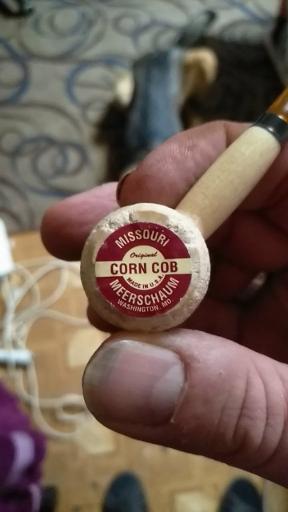 MISSOURI
Original
CORN COB
MADE IN U.S.A.
MEERSCHAUM
WASHINGTON, MO.